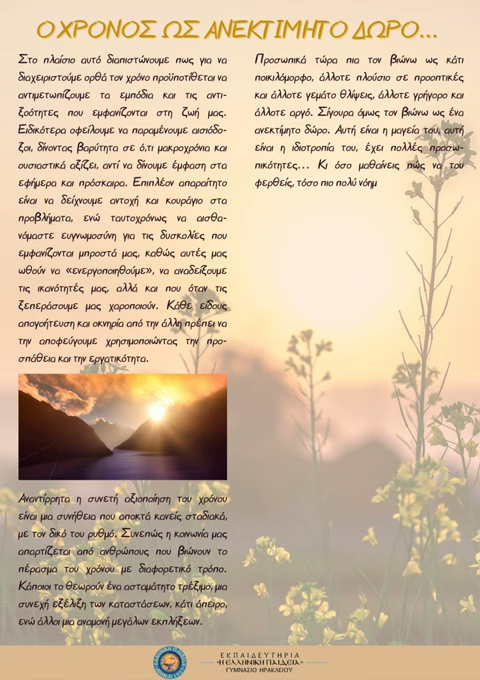 Ο ΧΡΟΝΟΣ ΩΣ ΑΝΕΚΤΙΜΗΤΟ ΔΩΡΟ...
Στο πλαίσιο αυτό διαπιστώνουμε πως για να
διαχειριστούμε ορθά τον χρόνο προϋποτίθεται να
αντιμετωπίζουμε τα εμπόδια και τις αντι-
ξοότητες που εμφανίζονται στη ζωή μας.
Ειδικότερα οφείλουμε να παραμένουμε αισιόδο-
ξοι, δίνοντας βαρύτητα σε ό,τι μακροχρόνια και
ουσιαστικά αξίζει, αντί να δίνουμε έμφαση στα
εφήμερα και πρόσκαιρα. Επιπλέον απαραίτητο
είναι να δείχνουμε αντοχή και κουράγιο στα
προβλήματα, ενώ ταυτοχρόνως να αισθα-
νόμαστε ευγνωμοσύνη για τις δυσκολίες που
εμφανίζονται μπροστά μας, καθώς αυτές μας
ωθούν να «ενεργοποιηθούμε», να αναδείξουμε
τις ικανότητές μας, αλλά και που όταν τις
ξεπεράσουμε μας χαροποιούν. Κάθε είδους
απογοήτευση και οκνηρία από την άλλη πρέπει να
την αποφεύγουμε χρησιμοποιώντας την προ-
σπάθεια και την εργατικότητα.
Αναντίρρητα η συνετή αξιοποίηση του χρόνου
είναι μια συνήθεια που αποκτά κανείς σταδιακά,
με τον δικό του ρυθμό. Συνεπώς η κοινωνία μας
απαρτίζεται από ανθρώπους που βιώνουν το
πέρασμα του χρόνου με διαφορετικό τρόπο.
Κάποιοι το θεωρούν ένα ασταμάτητο τρέξιμο, μια
συνεχή εξέλιξη των καταστάσεων, κάτι άπειρο,
ενώ άλλοι μια αναμονή μεγάλων εκπλήξεων.
Προσωπικά τώρα πια τον βιώνω ως κάτι
ποικιλόμορφο, άλλοτε πλούσιο σε προοπτικές
και άλλοτε γεμάτο θλίψεις, άλλοτε γρήγορο και
άλλοτε αργό. Σίγουρα όμως τον βιώνω ως ένα
ανεκτίμητο δώρο. Αυτή είναι η μαγεία του, αυτή
είναι η ιδιοτροπία του, έχει πολλές προσω-
πικότητες... Κι όσο μαθαίνεις πώς να του
φερθείς, τόσο πιο πολύ νόημ
ΕΚΠΑΙΔΕΥΤΗΡΙΑ
«Η ΕΛΛΗΝΙΚΗ ΠΑΙΔΕΙΑ»
ΓΥΜΝΑΣΙΟ ΗΡΑΚΛΕΙΟΥ